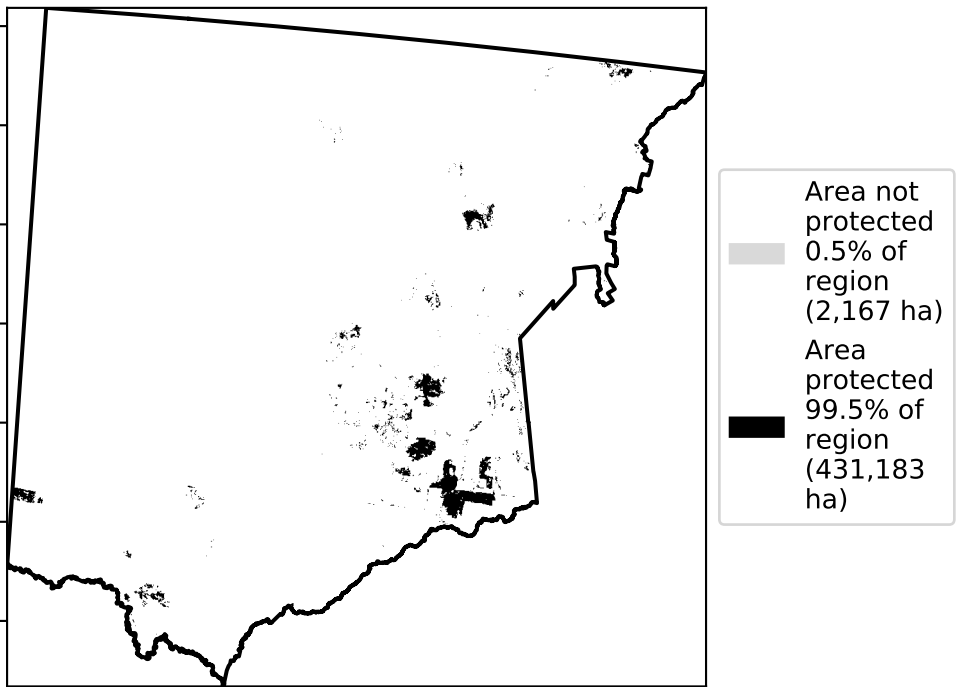 Area not
protected
0.5% of
region
(2,167 ha)
Area
protected
99.5% of
region
(431,183
ha)